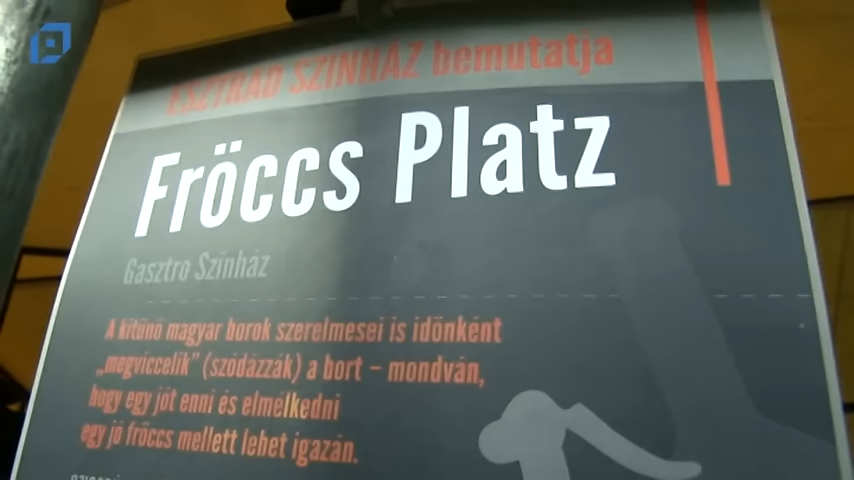 ESZTRÁD SZÍNHÁZ bemutatja
Fröccs Platz
Gasztro Színház
A kitűnő magyar borok szerelmesei is időnként
„megviccelik” (szódázzák) a bort – mondván,
hogy egy jót enni és elmélkedni
egy jó fröccs mellett lehet igazán.